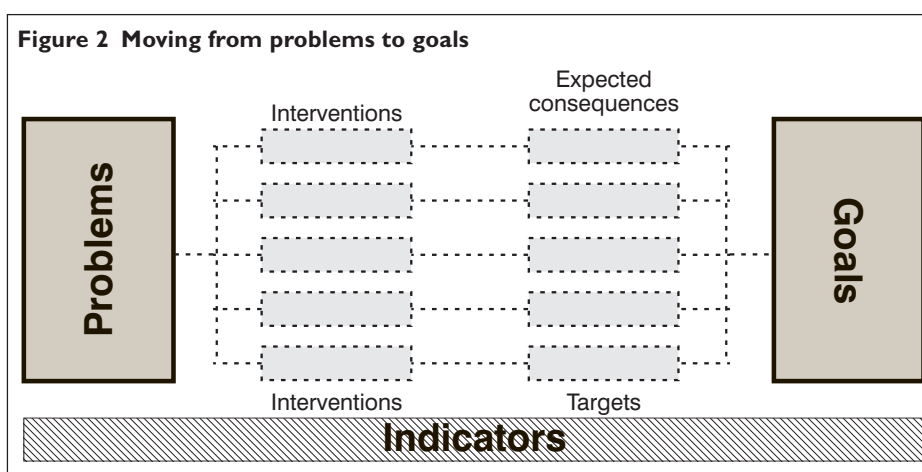 Figure 2 Moving from problems to goals
Expected
consequences
Interventions
Problems
Goals
Interventions
Targets
Indicators